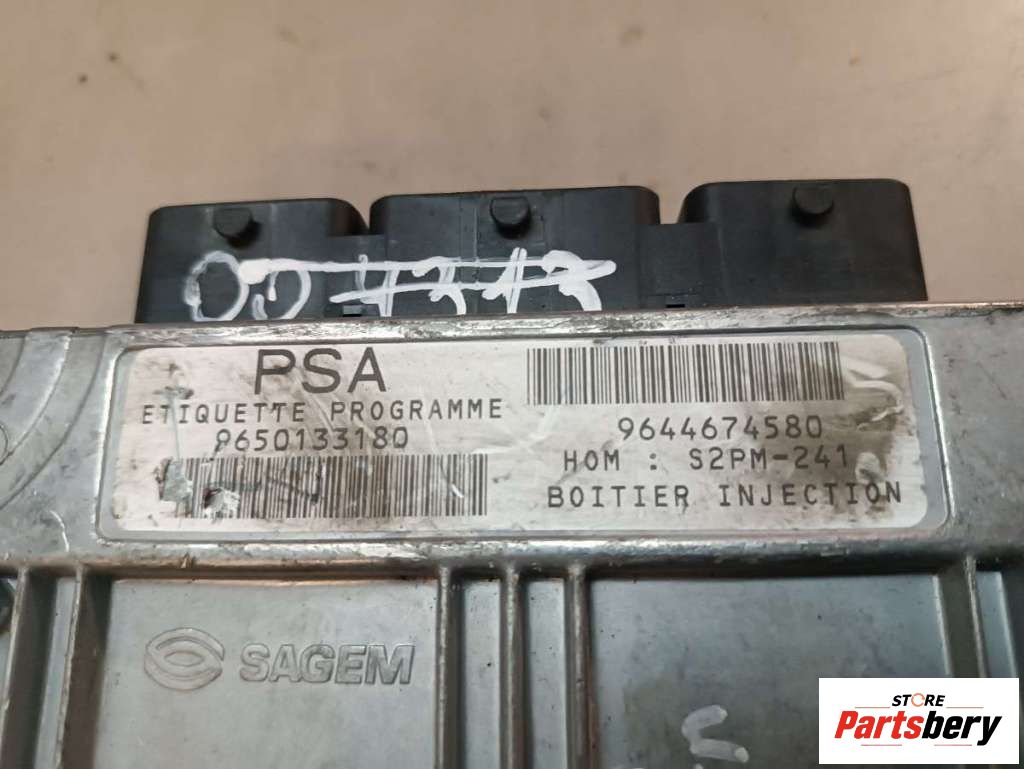 PSA
ETIQUETTE PROGRAMME
9650133180
9644674580
HOM : S2PM-241
BOITIER INJECTION
SAGEM
STORE
Partsbery